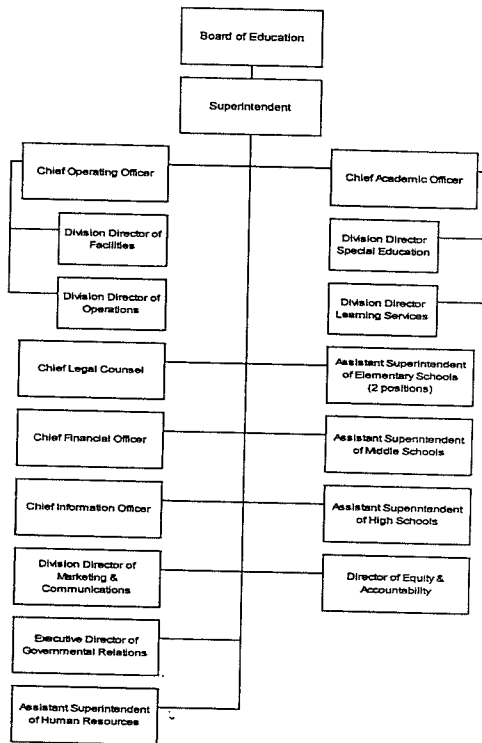 Board of Education
Superintendent
Chief Operating Officer
Chief Academic Officer
Division Director of
Facilities
Division Director
Special Education
Division Director of
Operations
Division Director
Learning Services
Chief Legal Counsel
Assistant Superintendent
of Elementary Schools
(2 positions)
Chief Financial Officer
Assistant Superintendent
of Middle Schools
Chief Information Officer
Assistant Superintendent
of High Schools
Division Director of
Marketing &
Communications
Director of Equity &
Accountability
Executive Director of
Governmental Relations
Assistant Superintendent
of Human Resources